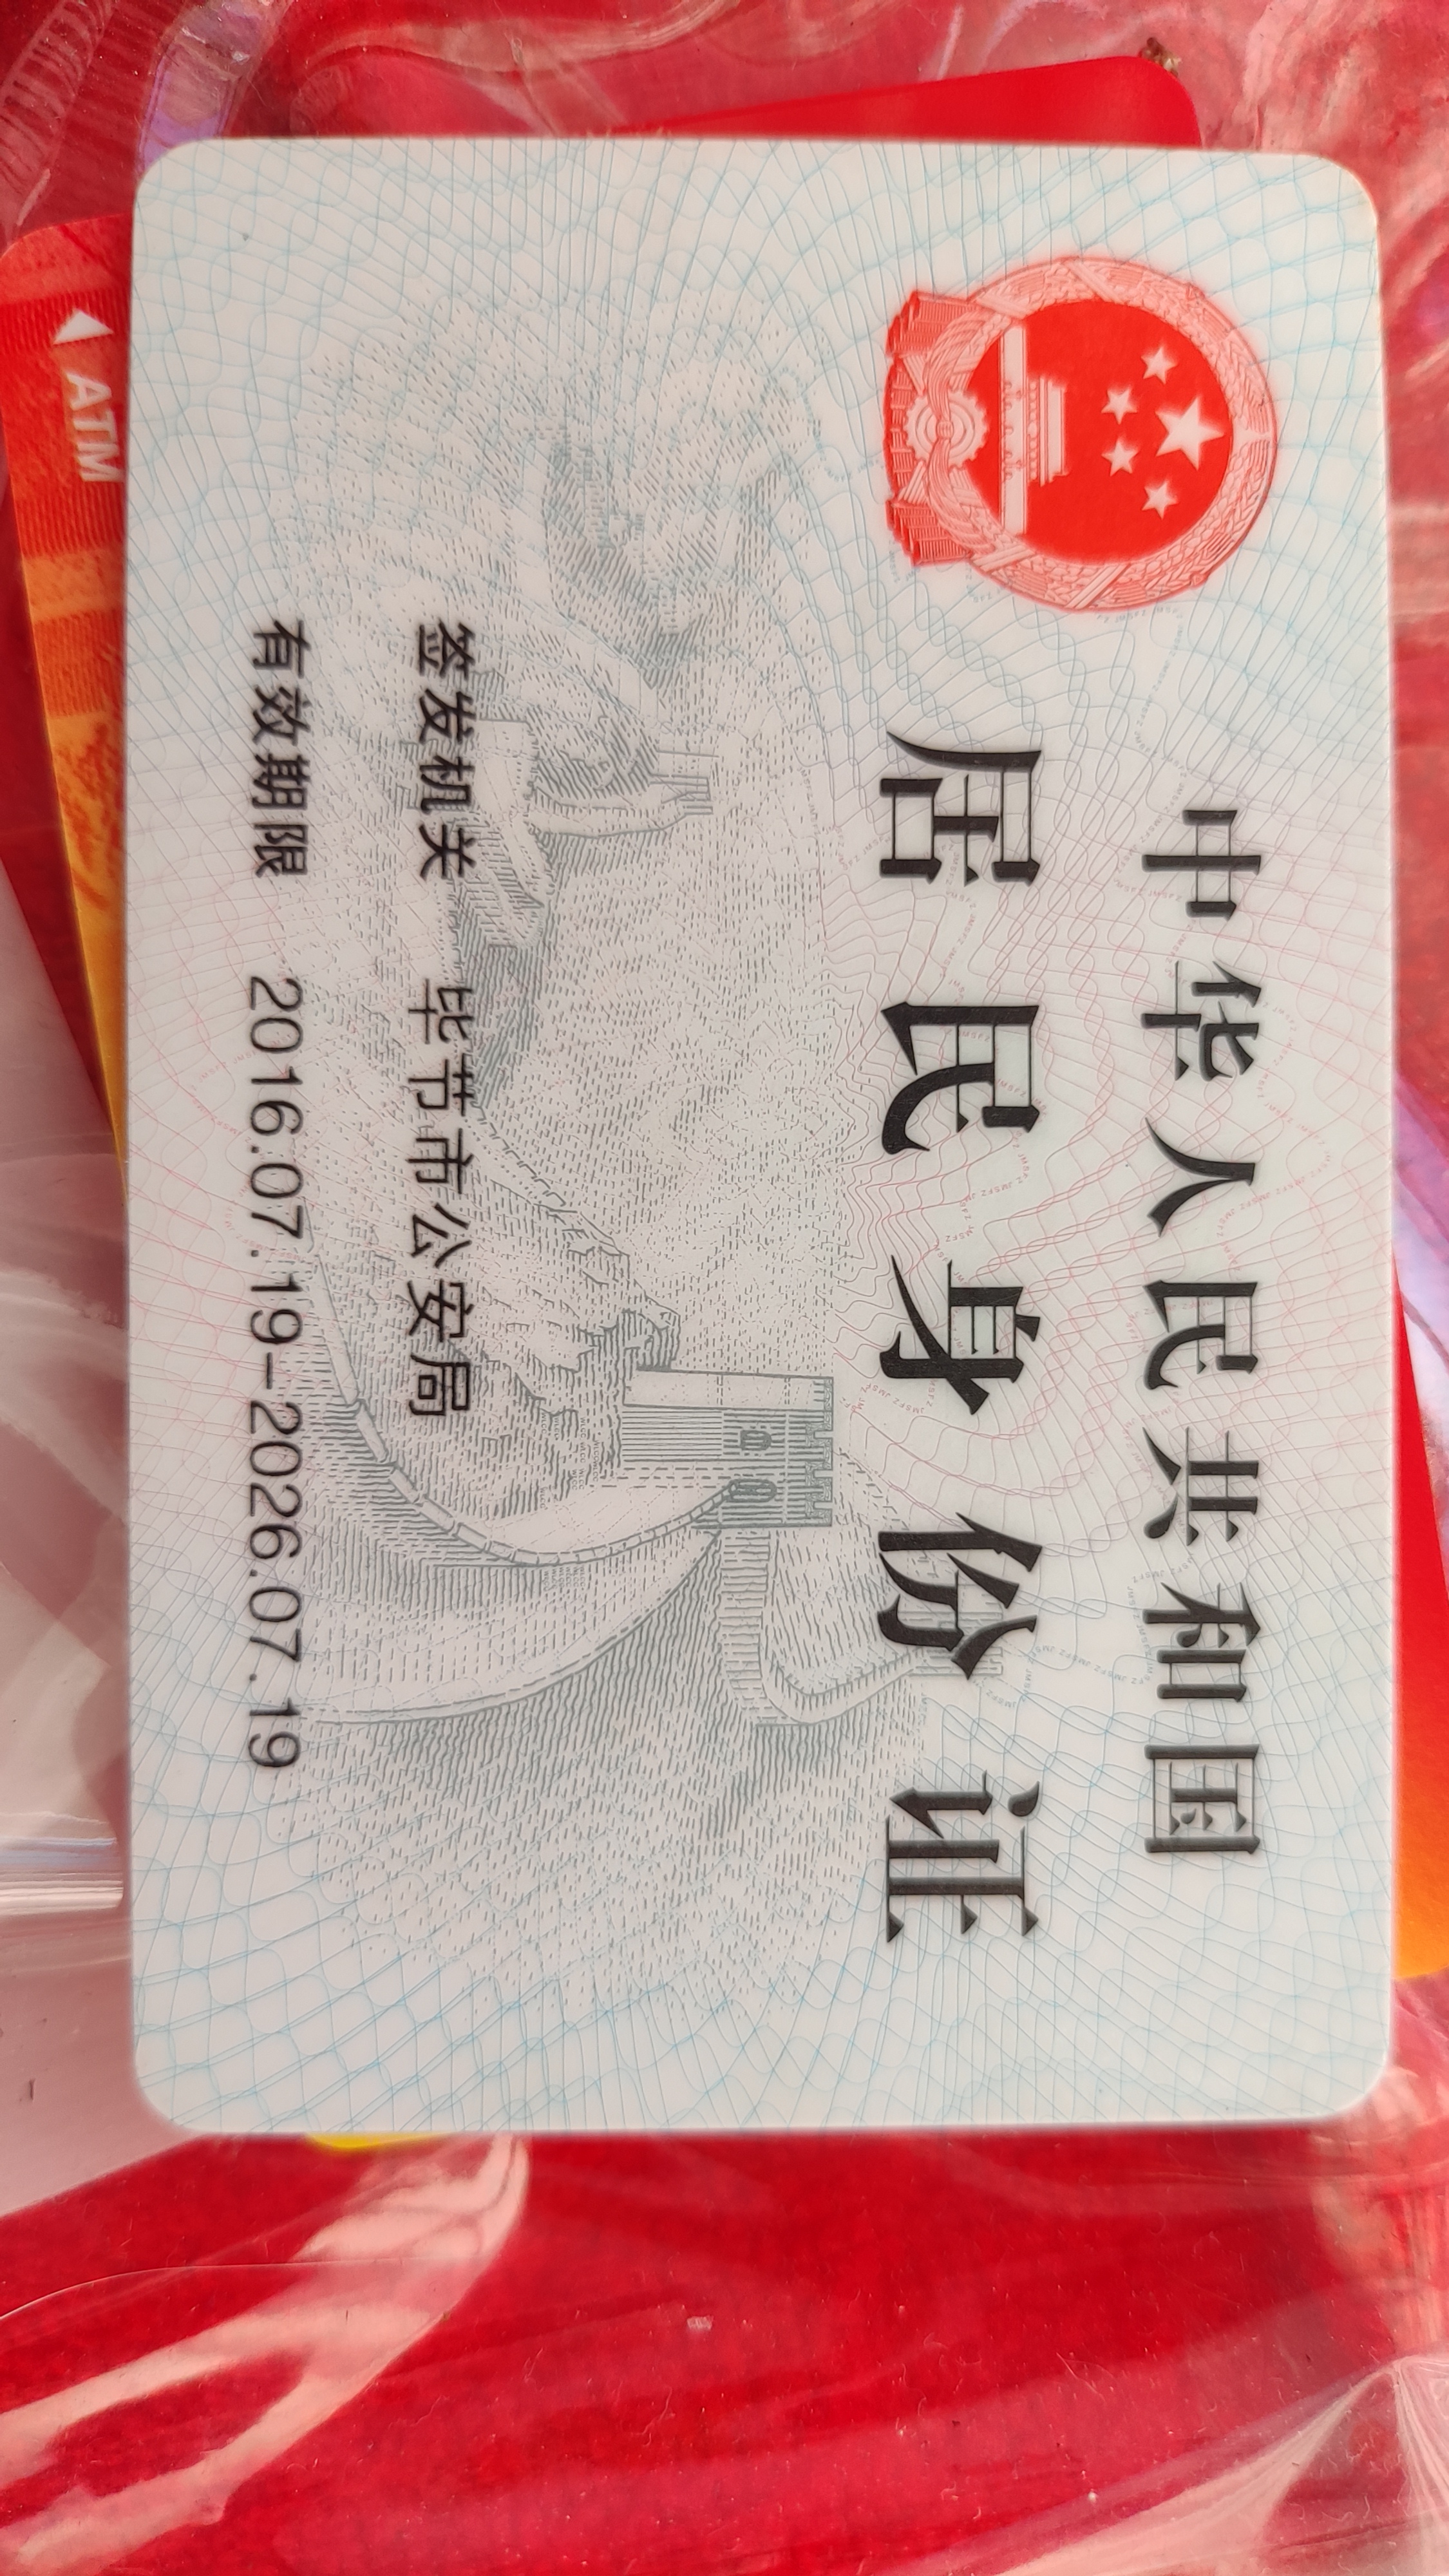 中华人民共和国
居民身份证
签发机关 毕节市公安局
有效期限 2016.07.19-2026.07.19
ATM